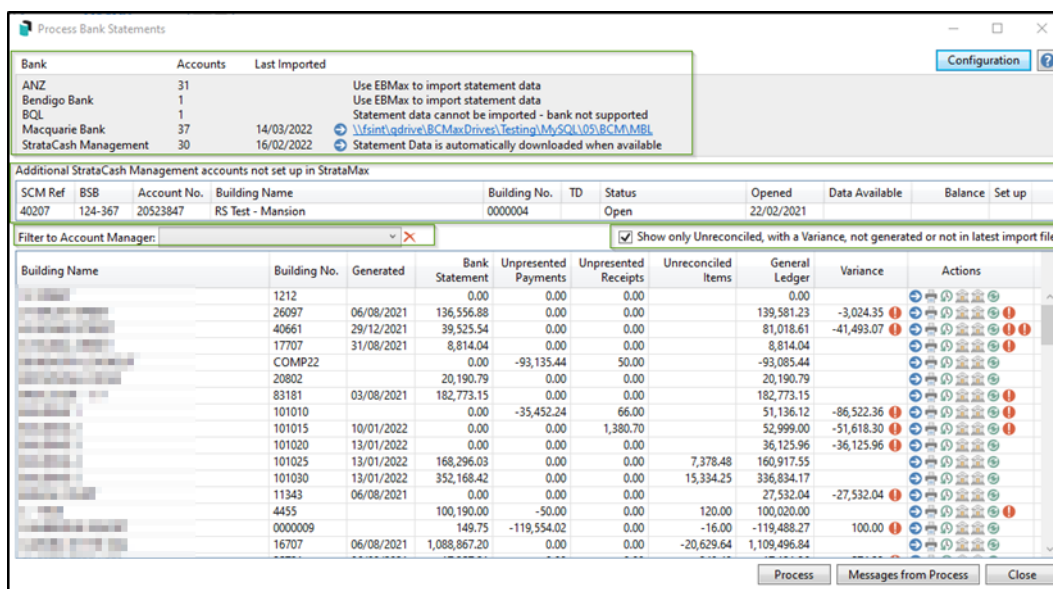 Process Bank Statements
Configuration
Bank Accounts Last Imported
ANZ 31 Use EBMax to import statement data
Bendigo Bank 1 Use EBMax to import statement data
BQL 1 Statement data cannot be imported - bank not supported
Macquarie Bank 37 14/03/2022 \\fsint\qdrive\BCMaxDrives\Testing\MySQL\05\BCM\MBL
StrataCash Management 30 16/02/2022 Statement Data is automatically downloaded when available
Additional StrataCash Management accounts not set up in StrataMax
SCM Ref BSB Account No. Building Name Building No. TD Status Opened Data Available Balance Set up
40207 124-367 20523847 RS Test - Mansion 0000004 Open 22/02/2021
Filter to Account Manager: Show only Unreconciled, with a Variance, not generated or not in latest import file
Building Name Building No. Generated Bank Statement Unpresented Payments Unpresented Receipts Unreconciled Items General Ledger Variance Actions
1212 0.00 0.00 0.00 0.00
26097 06/08/2021 136,556.88 0.00 0.00 139,581.23 -3,024.35
40661 29/12/2021 39,525.54 0.00 0.00 81,018.61 -41,493.07
17707 31/08/2021 8,814.04 0.00 0.00 8,814.04
COMP22 0.00 -93,135.44 50.00 -93,085.44
20802 20,190.79 0.00 0.00 20,190.79
83181 03/08/2021 182,773.15 0.00 0.00 182,773.15
101010 0.00 -35,452.24 66.00 51,136.12 -86,522.36
101015 10/01/2022 0.00 0.00 1,380.70 52,999.00 -51,618.30
101020 13/01/2022 0.00 0.00 0.00 36,125.96 -36,125.96
101025 13/01/2022 168,296.03 0.00 0.00 7,378.48 160,917.55
101030 13/01/2022 352,168.42 0.00 0.00 15,334.25 336,834.17
11343 06/08/2021 0.00 0.00 0.00 27,532.04 -27,532.04
4455 100,190.00 -50.00 0.00 120.00 100,020.00
0000009 149.75 -119,554.02 0.00 -16.00 -119,488.27 100.00
16707 06/08/2021 1,088,867.20 0.00 0.00 -20,629.64 1,109,496.84
Process Messages from Process Close